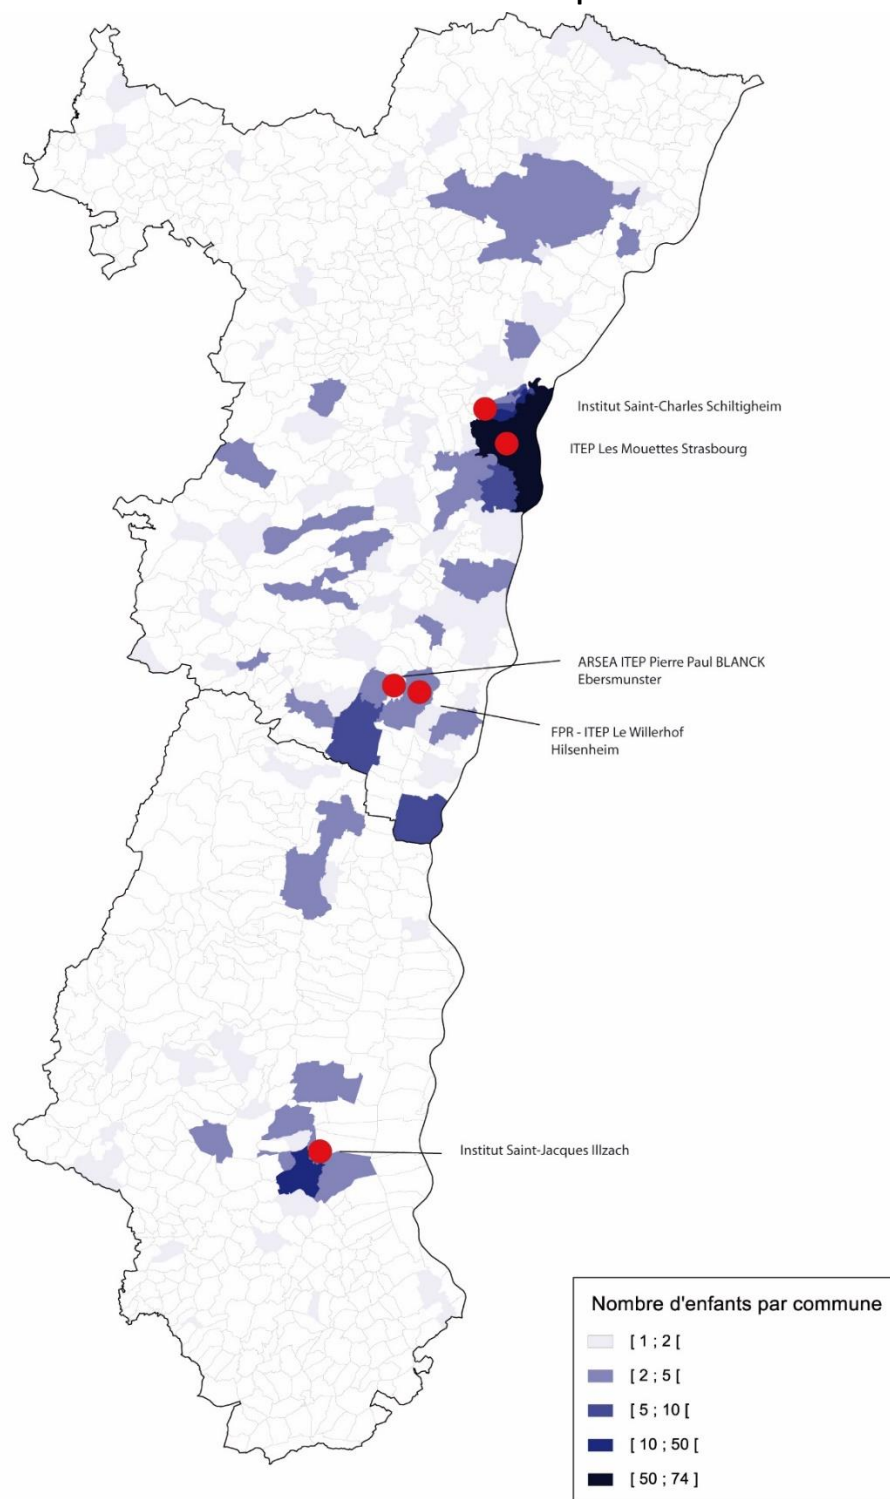 Institut Saint-Charles Schiltigheim
ITEP Les Mouettes Strasbourg
ARSEA ITEP Pierre Paul BLANCK
Ebersmunster
FPR - ITEP Le Willerhof
Hilsenheim
Institut Saint-Jacques Illzach
Nombre d'enfants par commune
[ 1 ; 2 [
[ 2 ; 5 [
[ 5 ; 10 [
[ 10 ; 50 [
[ 50 ; 74 ]